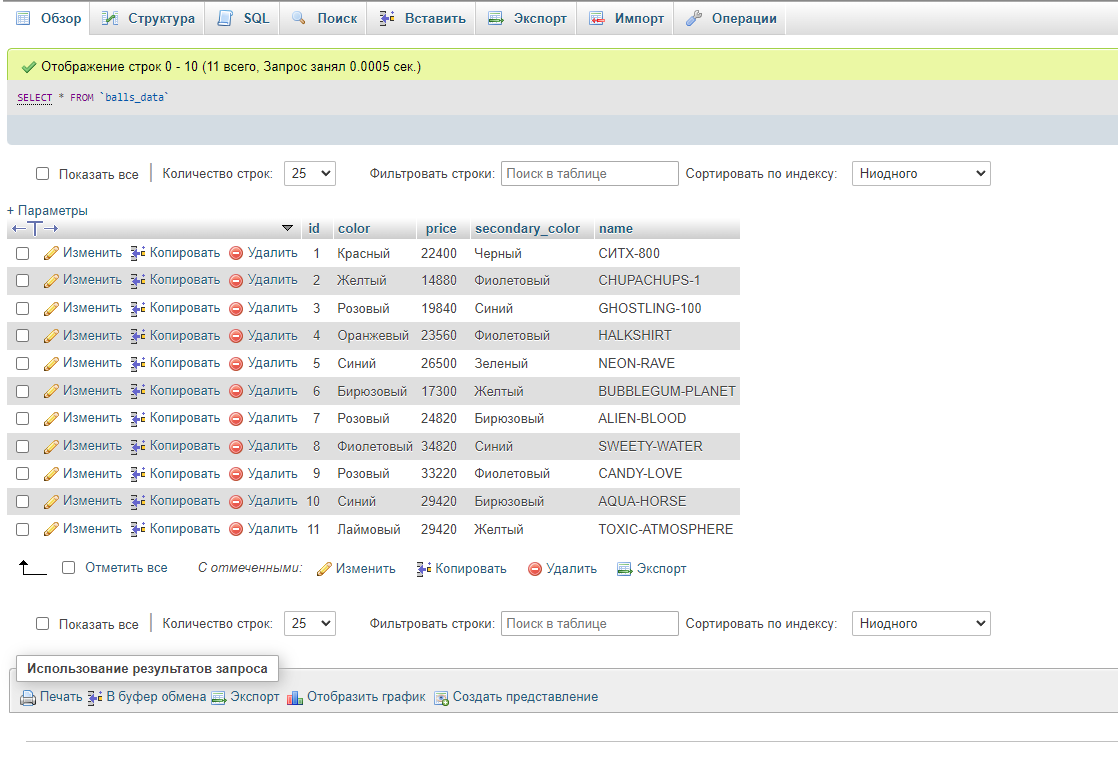 Обзор Структура SQL Поиск Вставить Экспорт Импорт Операции
Отображение строк 0 - 10 (11 всего, Запрос занял 0.0005 сек.)
SELECT * FROM `balls_data`
Показать все Количество строк: 25 Фильтровать строки: Поиск в таблице Сортировать по индексу: Ниодного
+ Параметры
id color price secondary_color name
Изменить Копировать Удалить 1 Красный 22400 Черный СИТХ-800
Изменить Копировать Удалить 2 Желтый 14880 Фиолетовый CHUPACHUPS-1
Изменить Копировать Удалить 3 Розовый 19840 Синий GHOSTLING-100
Изменить Копировать Удалить 4 Оранжевый 23560 Фиолетовый HALKSHIRT
Изменить Копировать Удалить 5 Синий 26500 Зеленый NEON-RAVE
Изменить Копировать Удалить 6 Бирюзовый 17300 Желтый BUBBLEGUM-PLANET
Изменить Копировать Удалить 7 Розовый 24820 Бирюзовый ALIEN-BLOOD
Изменить Копировать Удалить 8 Фиолетовый 34820 Синий SWEETY-WATER
Изменить Копировать Удалить 9 Розовый 33220 Фиолетовый CANDY-LOVE
Изменить Копировать Удалить 10 Синий 29420 Бирюзовый AQUA-HORSE
Изменить Копировать Удалить 11 Лаймовый 29420 Желтый TOXIC-ATMOSPHERE
Отметить все С отмеченными: Изменить Копировать Удалить Экспорт
Показать все Количество строк: 25 Фильтровать строки: Поиск в таблице Сортировать по индексу: Ниодного
Использование результатов запроса
Печать В буфер обмена Экспорт Отобразить график Создать представление